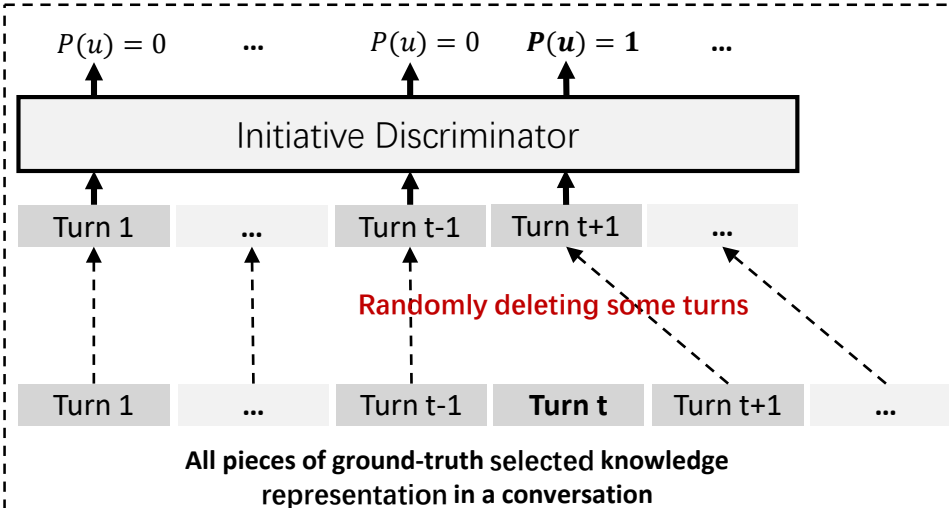 P(u) = 0 ... P(u) = 0 P(u) = 1 ...
Initiative Discriminator
Turn 1 ... Turn t-1 Turn t+1 ...
Randomly deleting some turns
Turn 1 ... Turn t-1 Turn t Turn t+1 ...
All pieces of ground-truth selected knowledge
representation in a conversation